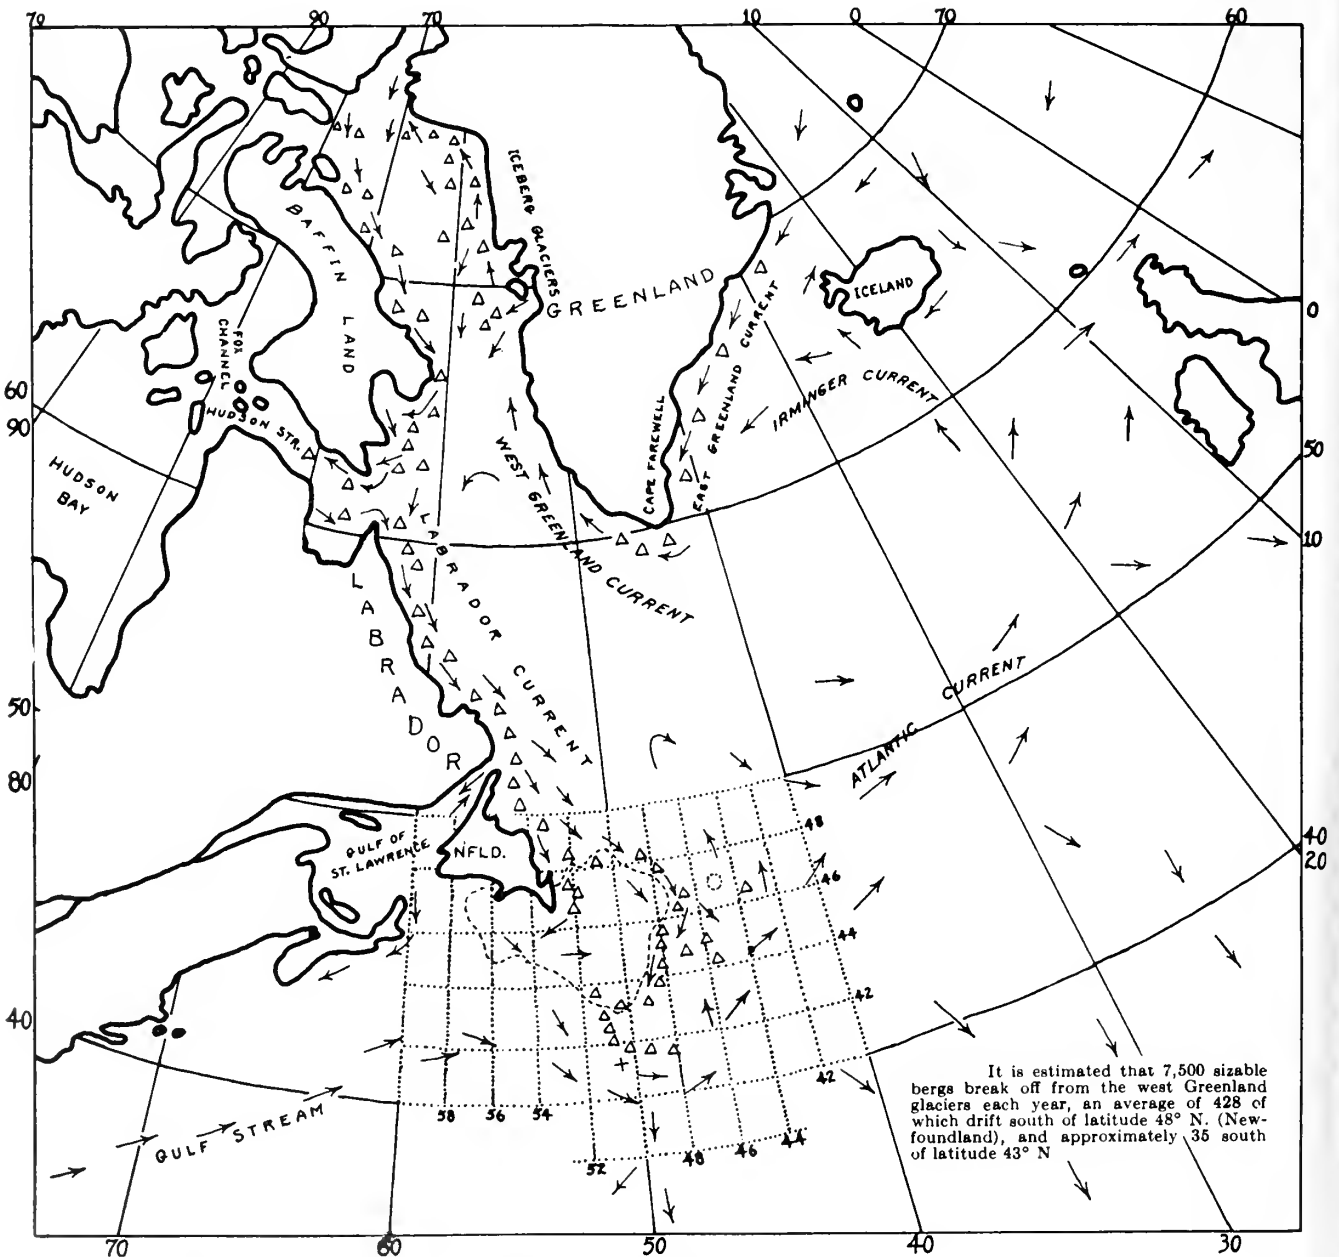 70 90 70 10 0 70 60
ICEBERG GLACIERS
BAFFIN LAND
GREENLAND
ICELAND
0
FOX CHANNEL
EAST GREENLAND CURRENT
IRMINGER CURRENT
60
90
HUDSON STR.
CAPE FAREWELL
50
HUDSON
BAY
WEST GREENLAND CURRENT
10
LABRADOR CURRENT
LABRADOR
50
CURRENT
ATLANTIC
80
48
40
20
GULF OF
ST. LAWRENCE
NFLD.
46
44
42
40
42
It is estimated that 7,500 sizable
bergs break off from the west Greenland
glaciers each year, an average of 428 of
which drift south of latitude 48° N. (New-
foundland), and approximately 35 south
of latitude 43° N
58 56 54
GULF STREAM
52 48 46 44
70 60 50 40 30